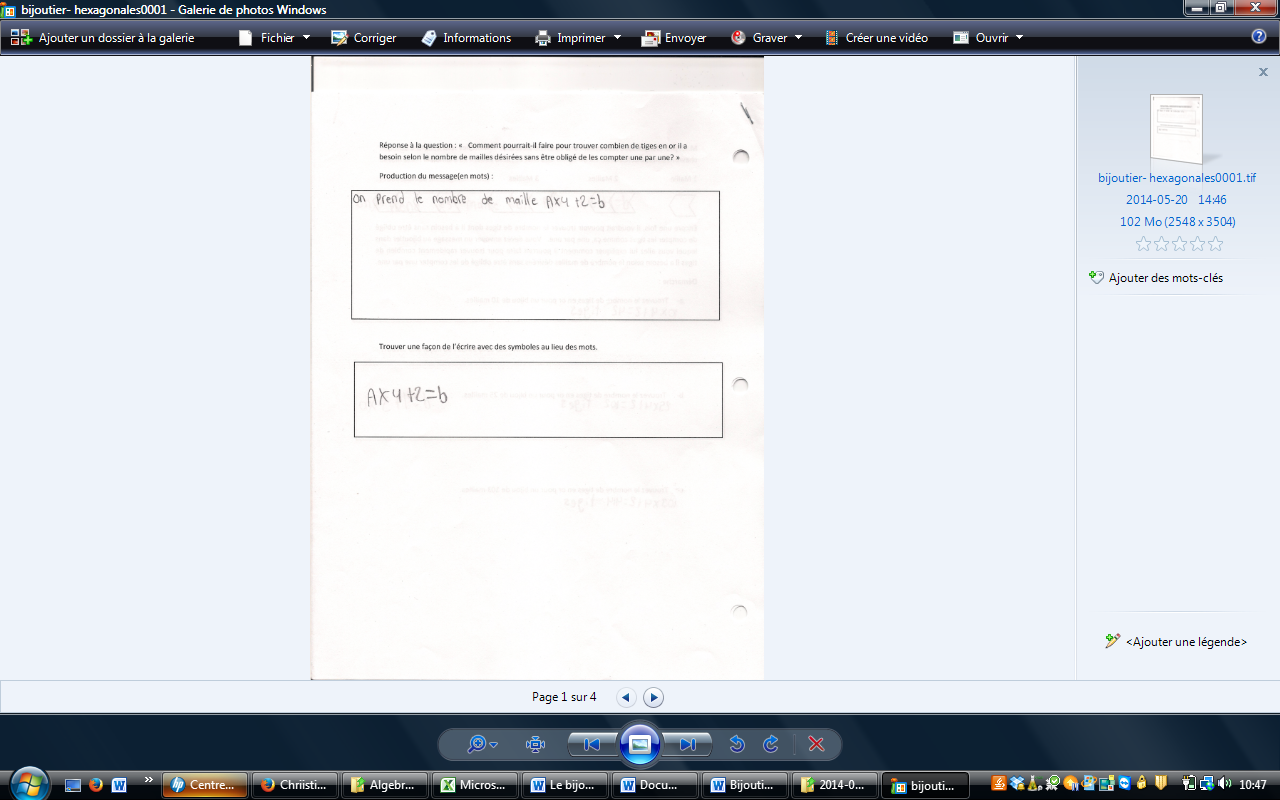 bijoutier- hexagonales0001 - Galerie de photos Windows
Ajouter un dossier à la galerie Fichier Corriger Informations Imprimer Envoyer Graver Créer une vidéo Ouvrir
Réponse à la question : « Comment pourrait-il faire pour trouver combien de tiges en or il a
besoin selon le nombre de mailles désirées sans être obligé de les compter une par une? »
Production du message(en mots) :
On prend le nombre de maille A×4+2=b
Trouver une façon de l'écrire avec des symboles au lieu des mots.
A×4+2=b
bijoutier- hexagonales0001.tif
2014-05-20 14:46
102 Mo (2548 x 3504)
Ajouter des mots-clés
<Ajouter une légende>
Page 1 sur 4
Centre... Chriisti... Algebr... Micros... Le bijo... Docu... Bijouti... 2014-0... bijouti... 10:47